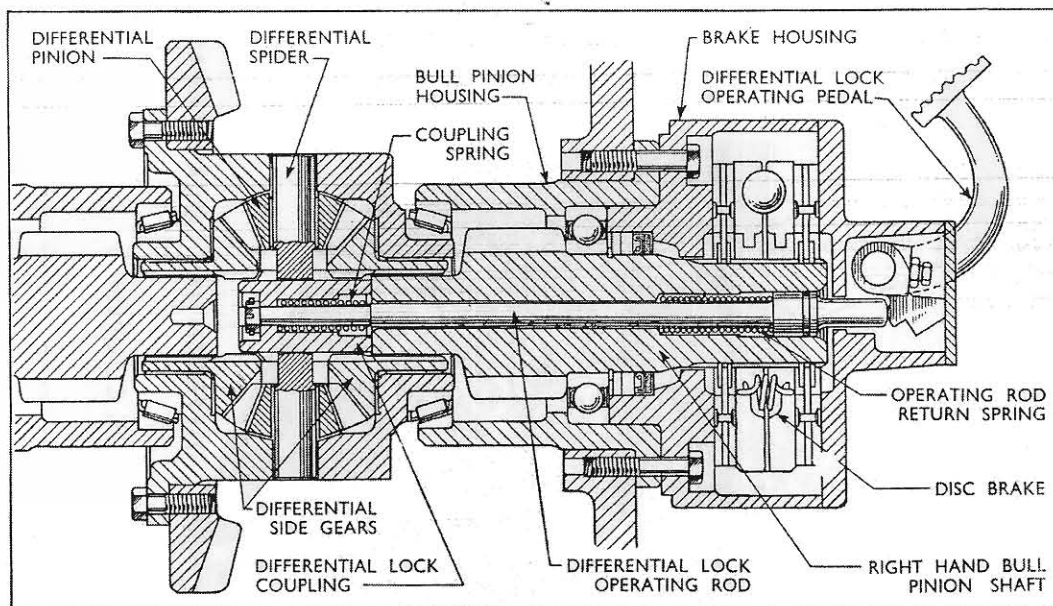 DIFFERENTIAL
PINION
DIFFERENTIAL
SPIDER
BULL PINION
HOUSING
COUPLING
SPRING
BRAKE HOUSING
DIFFERENTIAL LOCK
OPERATING PEDAL
OPERATING ROD
RETURN SPRING
DISC BRAKE
DIFFERENTIAL
SIDE GEARS
DIFFERENTIAL LOCK
COUPLING
DIFFERENTIAL LOCK
OPERATING ROD
RIGHT HAND BULL
PINION SHAFT